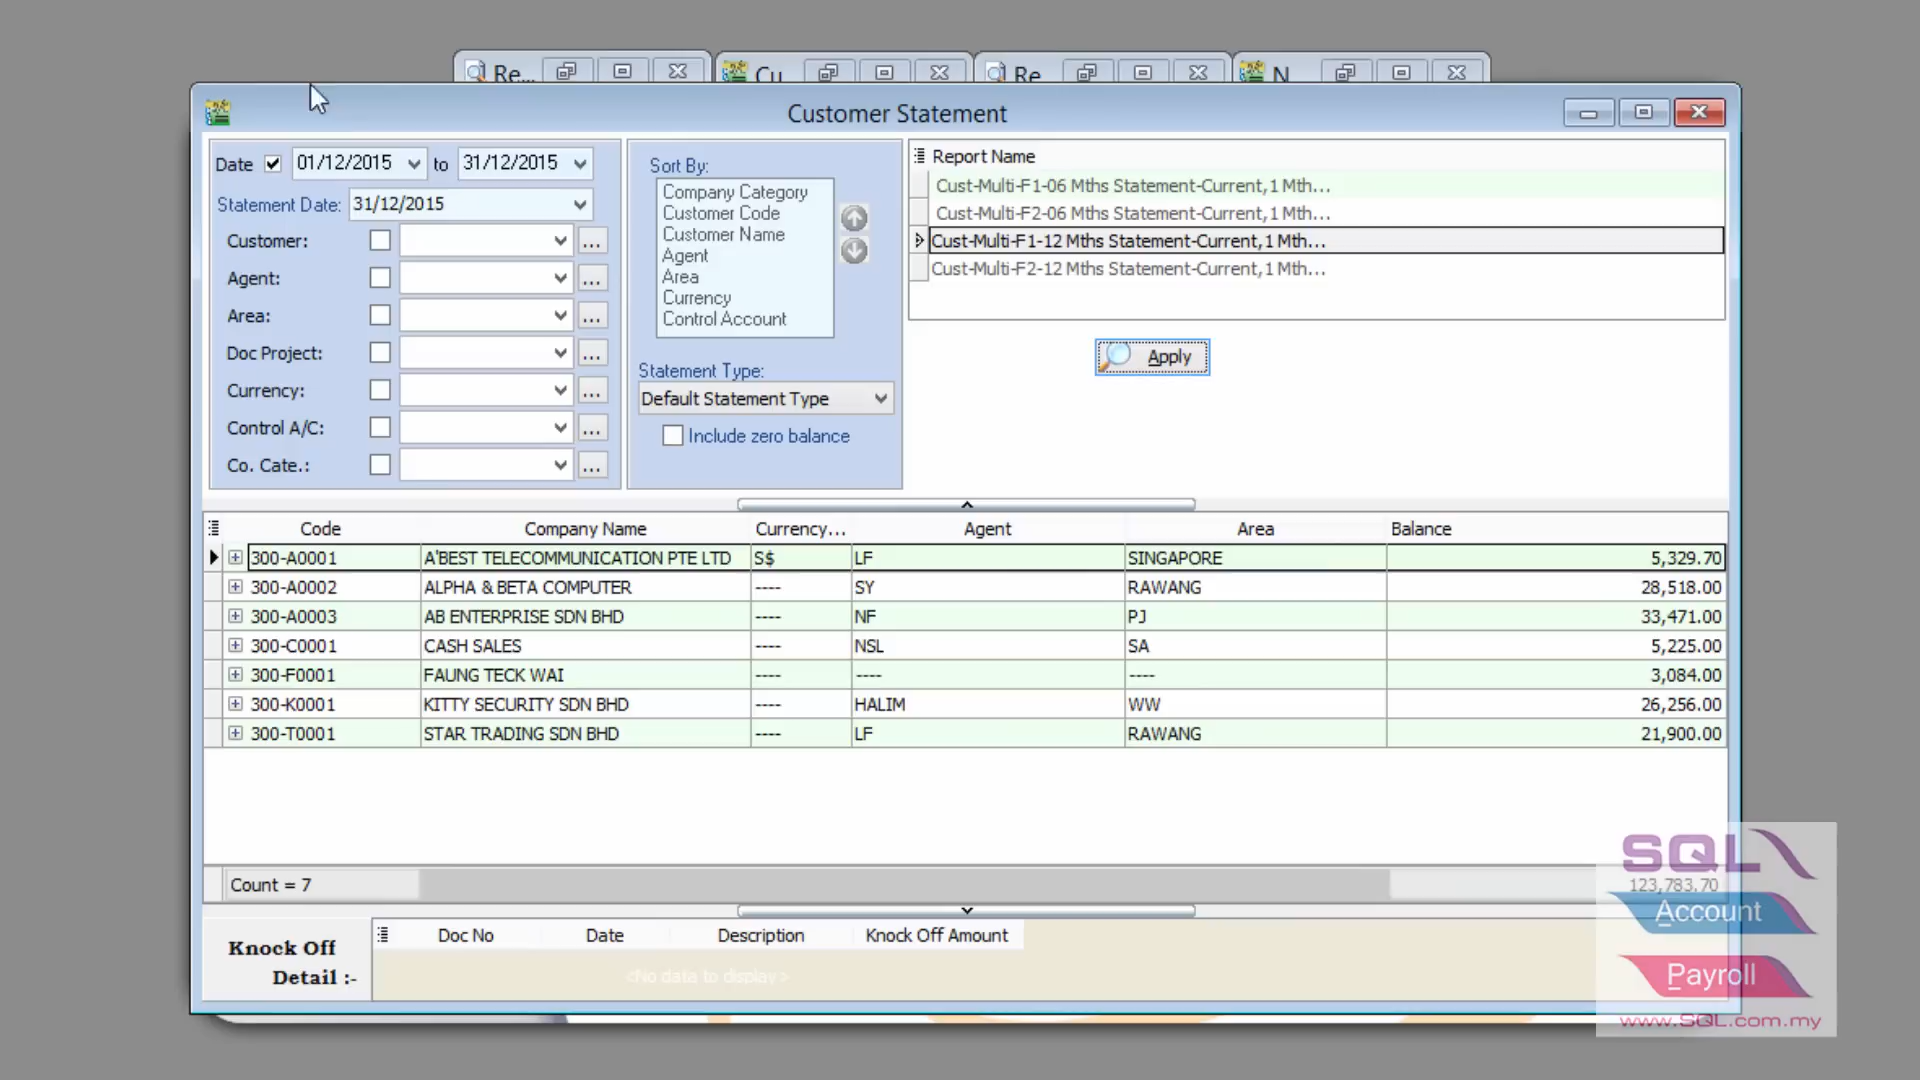 Re...
Cu
Re
N
Customer Statement
Date 01/12/2015 to 31/12/2015
Statement Date: 31/12/2015
Customer: ...
Agent: ...
Area: ...
Doc Project: ...
Currency: ...
Control A/C: ...
Co. Cate.: ...
Sort By:
Company Category
Customer Code
Customer Name
Agent
Area
Currency
Control Account
Statement Type:
Default Statement Type
Include zero balance
Report Name
Cust-Multi-F1-06 Mths Statement-Current,1 Mth...
Cust-Multi-F2-06 Mths Statement-Current,1 Mth...
Cust-Multi-F1-12 Mths Statement-Current,1 Mth...
Cust-Multi-F2-12 Mths Statement-Current,1 Mth...
Apply
Code Company Name Currency... Agent Area Balance
300-A0001 A'BEST TELECOMMUNICATION PTE LTD S$ LF SINGAPORE 5,329.70
300-A0002 ALPHA & BETA COMPUTER ---- SY RAWANG 28,518.00
300-A0003 AB ENTERPRISE SDN BHD ---- NF PJ 33,471.00
300-C0001 CASH SALES ---- NSL SA 5,225.00
300-F0001 FAUNG TECK WAI ---- ---- ---- 3,084.00
300-K0001 KITTY SECURITY SDN BHD ---- HALIM WW 26,256.00
300-T0001 STAR TRADING SDN BHD ---- LF RAWANG 21,900.00
Count = 7 123,783.70
Knock Off
Detail :-
Doc No Date Description Knock Off Amount
<No data to display>
SQL
Account
Payroll
www.SQL.com.my